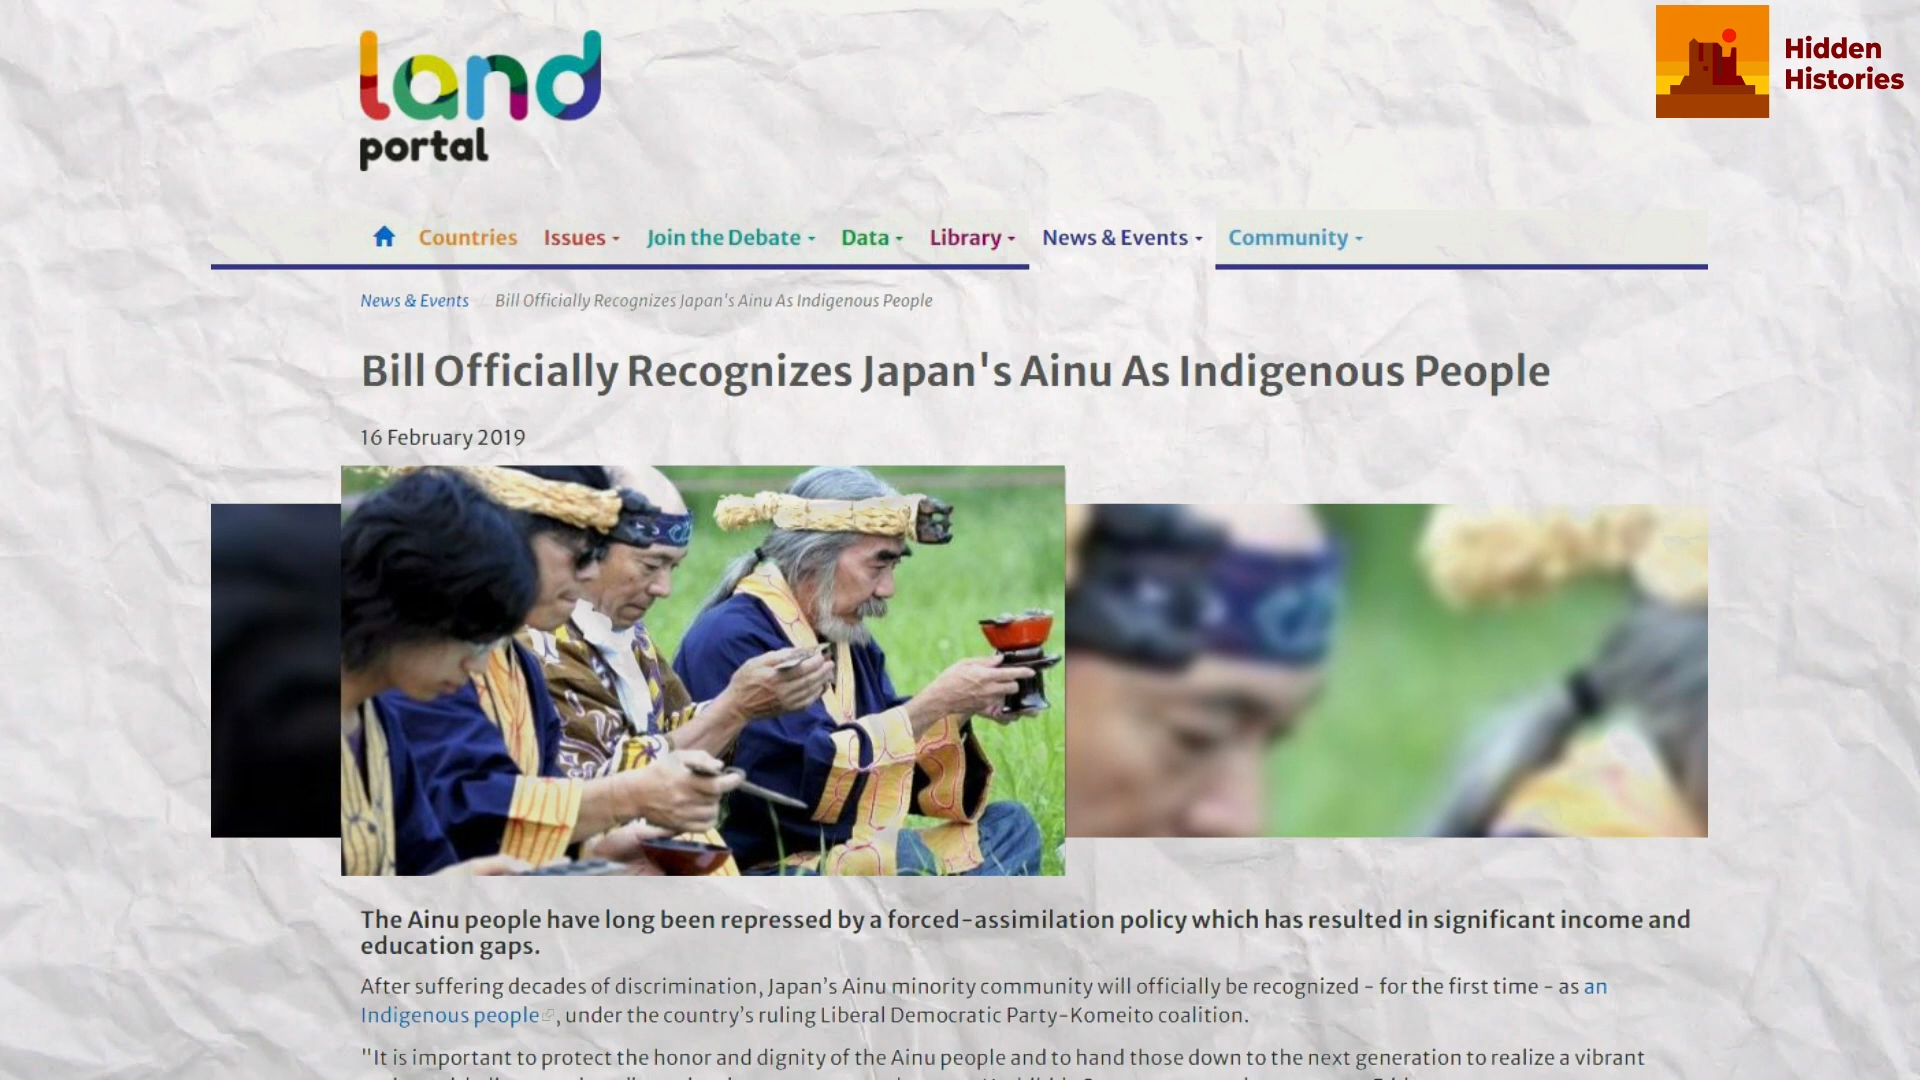 land
portal
Hidden
Histories
Countries Issues Join the Debate Data Library News & Events Community
News & Events Bill Officially Recognizes Japan's Ainu As Indigenous People
Bill Officially Recognizes Japan's Ainu As Indigenous People
16 February 2019
The Ainu people have long been repressed by a forced-assimilation policy which has resulted in significant income and
education gaps.
After suffering decades of discrimination, Japan’s Ainu minority community will officially be recognized - for the first time - as an
Indigenous people, under the country’s ruling Liberal Democratic Party-Komeito coalition.
"It is important to protect the honor and dignity of the Ainu people and to hand those down to the next generation to realize a vibrant